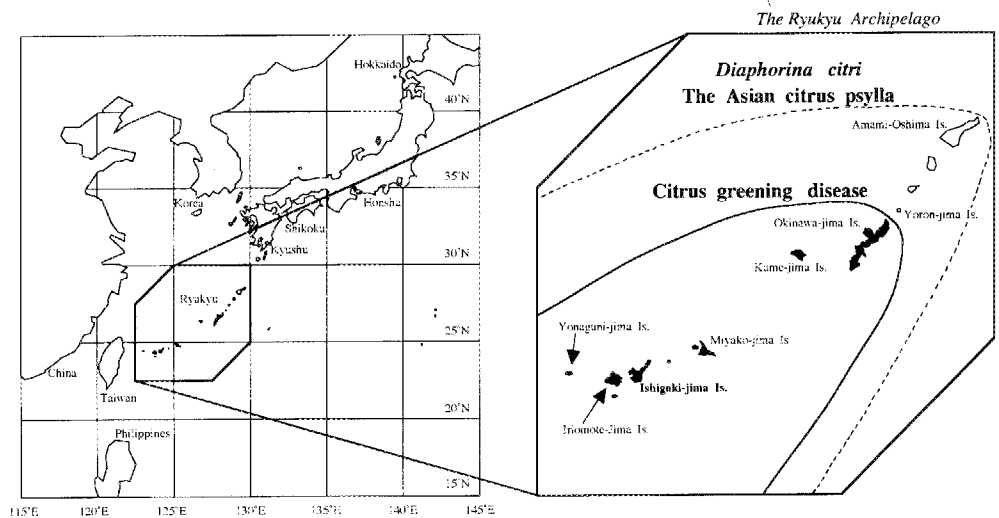 The Ryukyu Archipelago
Hokkaido
40°N
Korea
35°N
Honshu
Shikoku
Kyushu
30°N
Ryukyu
25°N
China
Taiwan
20°N
Philippines
15°N
115°E 120°E 125°E 130°E 135°E 140°E 145°E
Diaphorina citri
The Asian citrus psylla
Amami-Oshima Is.
Citrus greening disease
Yoron-jima Is.
Okinawa-jima Is.
Kume-jima Is.
Yonaguni-jima Is.
Miyako-jima Is
Ishigaki-jima Is.
Iriomote-Jima Is.